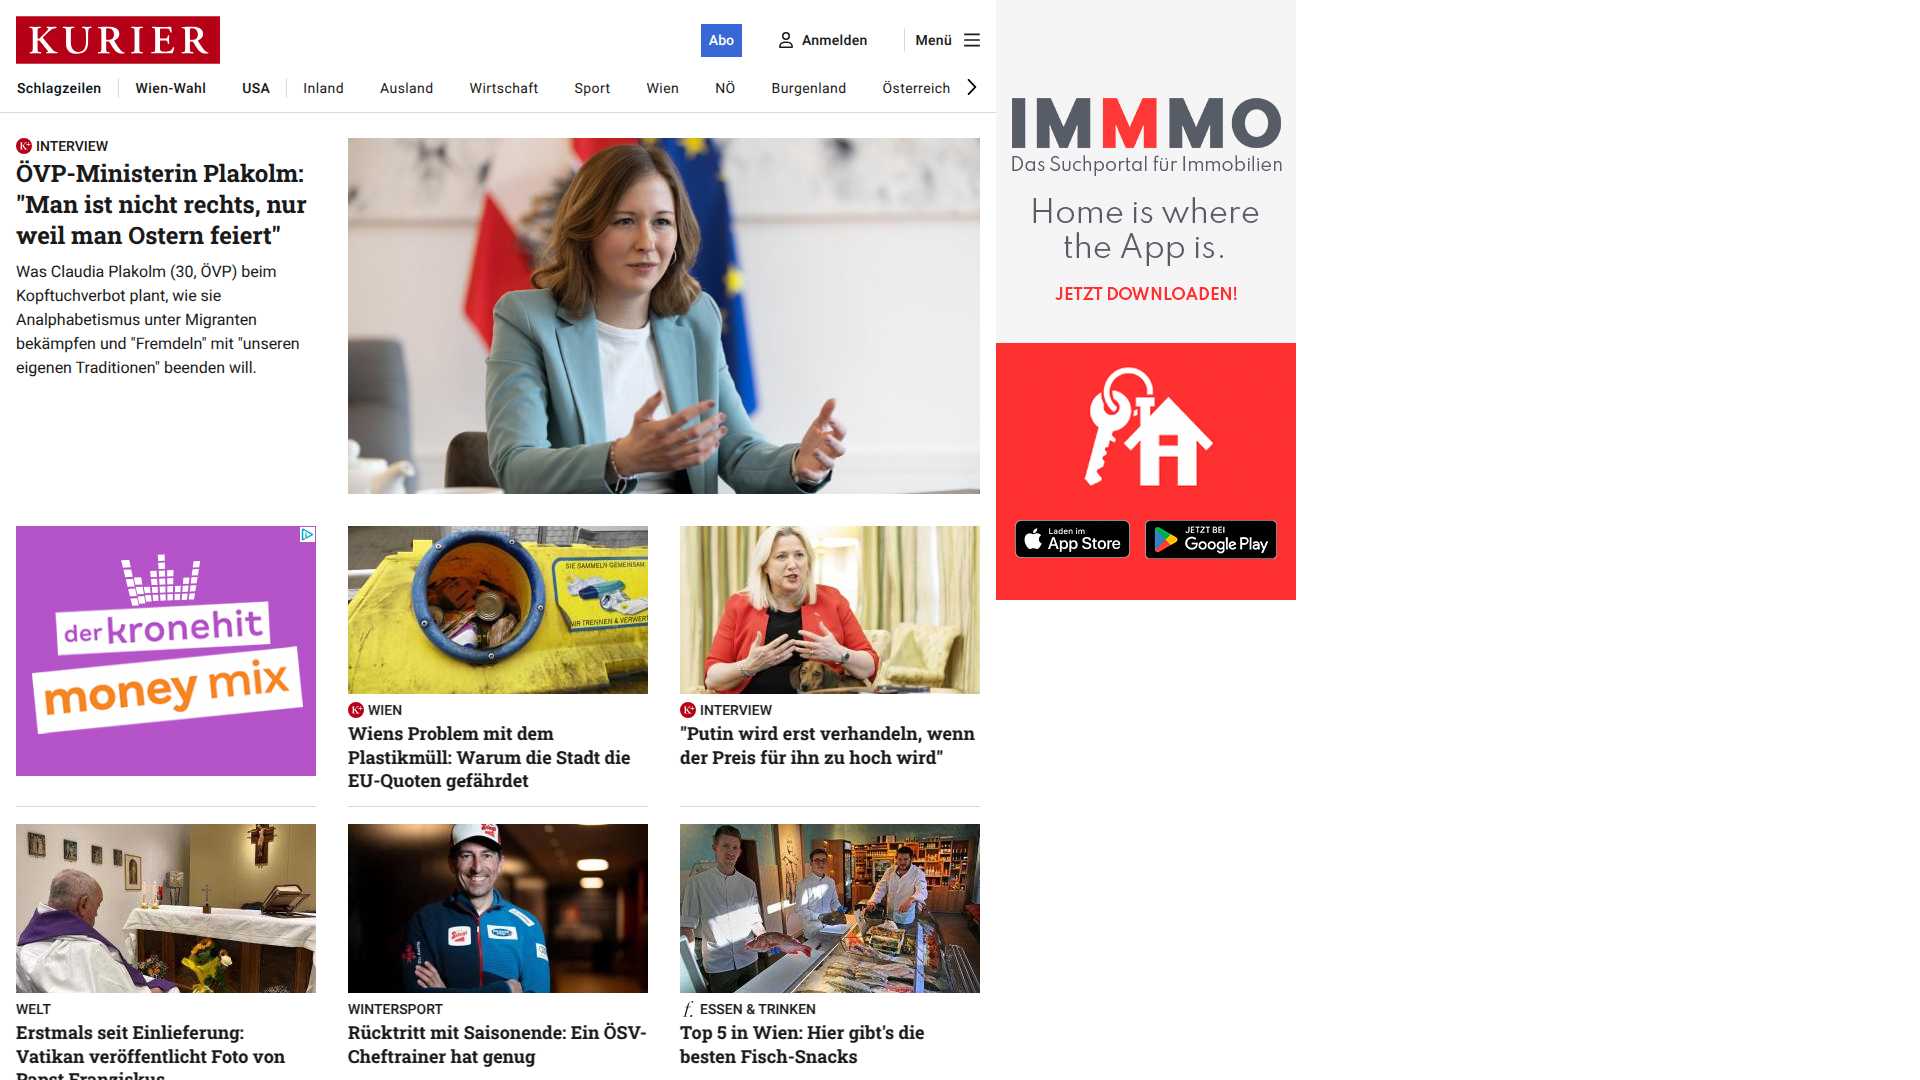 KURIER
Abo
Anmelden
Menü
Schlagzeilen
Wien-Wahl
USA
Inland
Ausland
Wirtschaft
Sport
Wien
NÖ
Burgenland
Österreich
INTERVIEW
ÖVP-Ministerin Plakolm:
"Man ist nicht rechts, nur
weil man Ostern feiert"
Was Claudia Plakolm (30, ÖVP) beim
Kopftuchverbot plant, wie sie
Analphabetismus unter Migranten
bekämpfen und "Fremdeln" mit "unseren
eigenen Traditionen" beenden will.
IMMMO
Das Suchportal für Immobilien
Home is where
the App is.
JETZT DOWNLOADEN!
Laden im
App Store
JETZT BEI
Google Play
der kronehit
money mix
SIE SAMMELN GEMEINSAM
WIR TRENNEN & VERWERT
K+ WIEN
Wiens Problem mit dem
Plastikmüll: Warum die Stadt die
EU-Quoten gefährdet
K+ INTERVIEW
"Putin wird erst verhandeln, wenn
der Preis für ihn zu hoch wird"
WELT
Erstmals seit Einlieferung:
Vatikan veröffentlicht Foto von
Papst Franziskus
WINTERSPORT
Rücktritt mit Saisonende: Ein ÖSV-
Cheftrainer hat genug
f. ESSEN & TRINKEN
Top 5 in Wien: Hier gibt's die
besten Fisch-Snacks